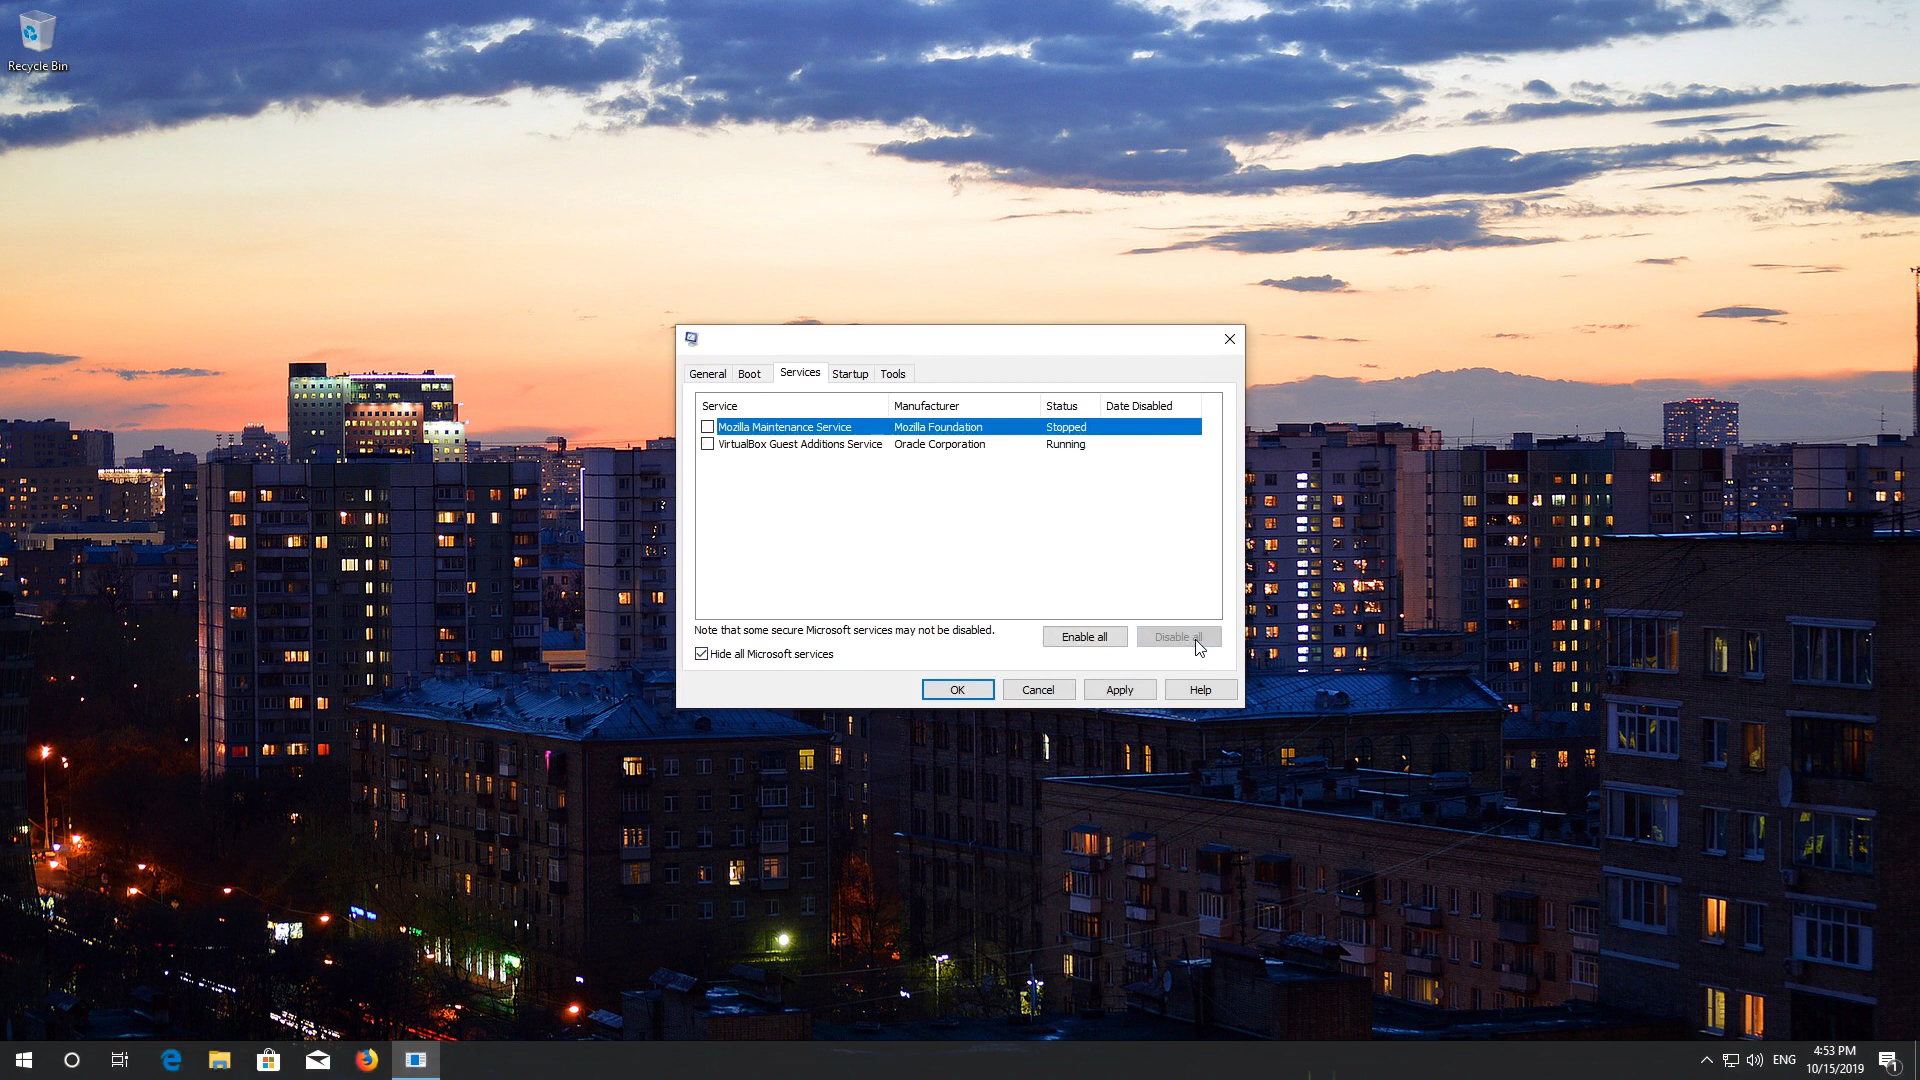 Recycle Bin
General Boot Services Startup Tools
Service Manufacturer Status Date Disabled
Mozilla Maintenance Service Mozilla Foundation Stopped
VirtualBox Guest Additions Service Oracle Corporation Running
Note that some secure Microsoft services may not be disabled.
Enable all Disable all
Hide all Microsoft services
OK Cancel Apply Help
ENG
4:53 PM
10/15/2019
1